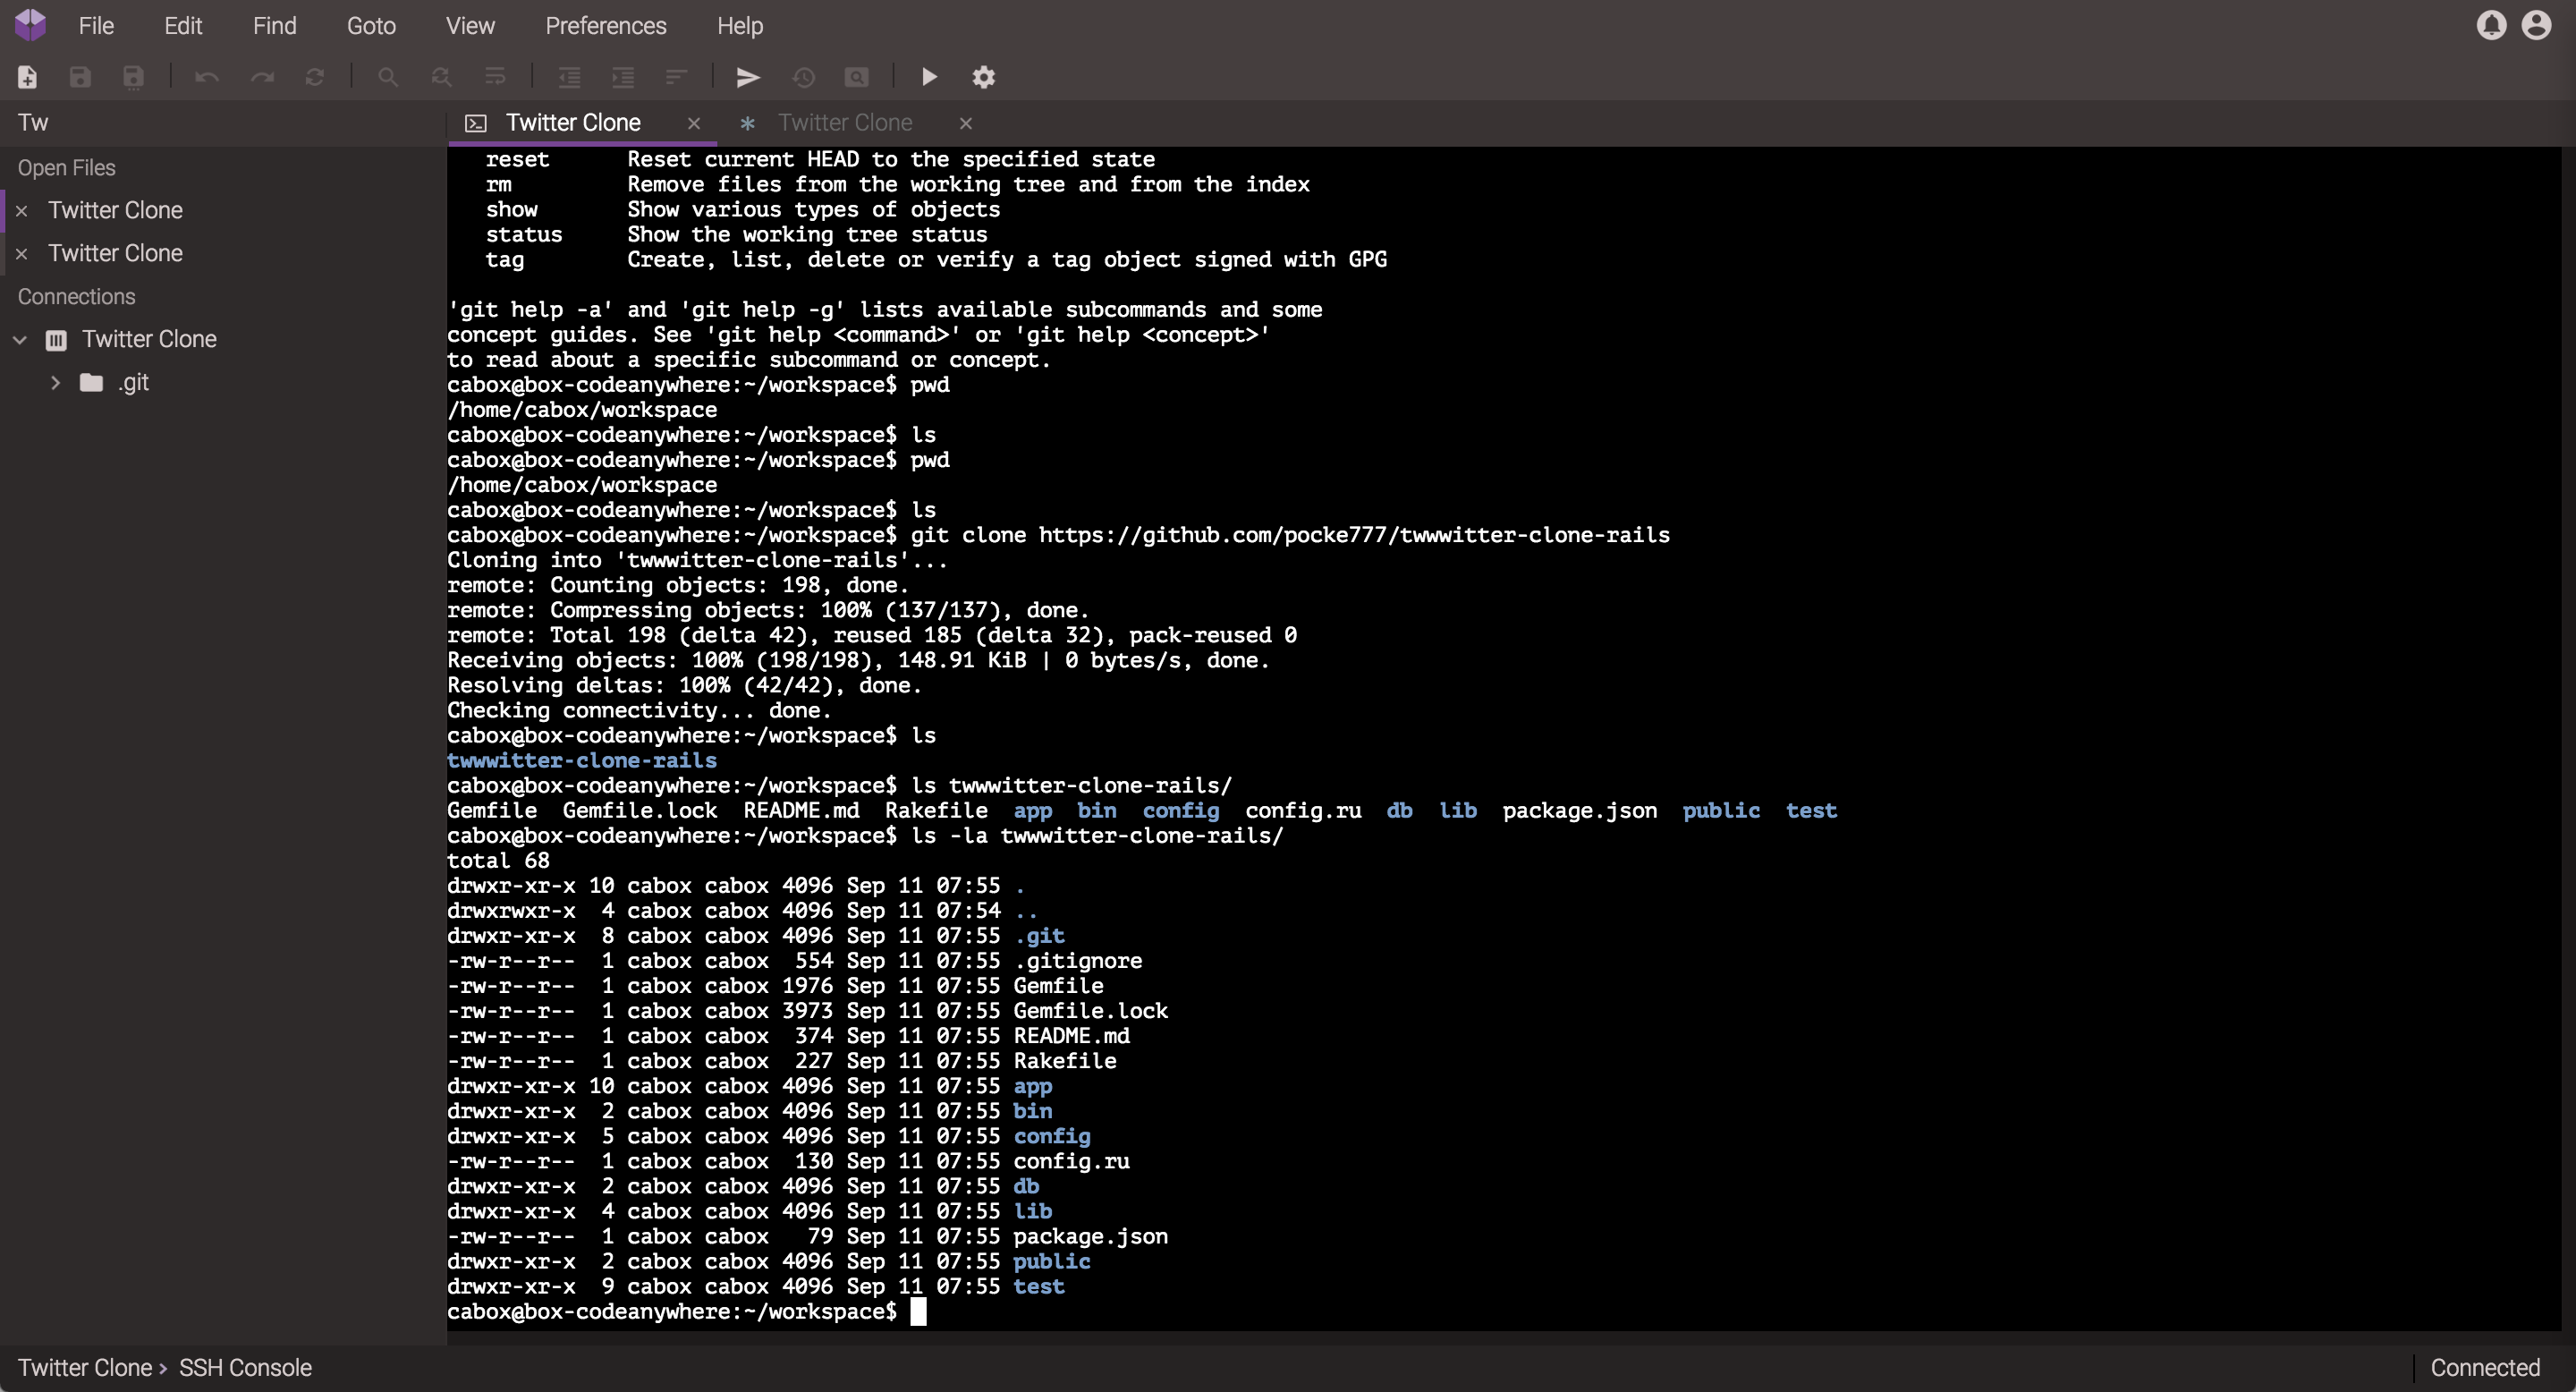 File Edit Find Goto View Preferences Help
Tw
Twitter Clone × * Twitter Clone ×
Open Files
× Twitter Clone
× Twitter Clone
Connections
Twitter Clone
.git
reset Reset current HEAD to the specified state
rm Remove files from the working tree and from the index
show Show various types of objects
status Show the working tree status
tag Create, list, delete or verify a tag object signed with GPG
'git help -a' and 'git help -g' lists available subcommands and some
concept guides. See 'git help <command>' or 'git help <concept>'
to read about a specific subcommand or concept.
cabox@box-codeanywhere:~/workspace$ pwd
/home/cabox/workspace
cabox@box-codeanywhere:~/workspace$ ls
cabox@box-codeanywhere:~/workspace$ pwd
/home/cabox/workspace
cabox@box-codeanywhere:~/workspace$ ls
cabox@box-codeanywhere:~/workspace$ git clone https://github.com/pocke777/twwwitter-clone-rails
Cloning into 'twwwitter-clone-rails'...
remote: Counting objects: 198, done.
remote: Compressing objects: 100% (137/137), done.
remote: Total 198 (delta 42), reused 185 (delta 32), pack-reused 0
Receiving objects: 100% (198/198), 148.91 KiB | 0 bytes/s, done.
Resolving deltas: 100% (42/42), done.
Checking connectivity... done.
cabox@box-codeanywhere:~/workspace$ ls
twwwitter-clone-rails
cabox@box-codeanywhere:~/workspace$ ls twwwitter-clone-rails/
Gemfile Gemfile.lock README.md Rakefile app bin config config.ru db lib package.json public test
cabox@box-codeanywhere:~/workspace$ ls -la twwwitter-clone-rails/
total 68
drwxr-xr-x 10 cabox cabox 4096 Sep 11 07:55 .
drwxrwxr-x 4 cabox cabox 4096 Sep 11 07:54 ..
drwxr-xr-x 8 cabox cabox 4096 Sep 11 07:55 .git
-rw-r--r-- 1 cabox cabox 554 Sep 11 07:55 .gitignore
-rw-r--r-- 1 cabox cabox 1976 Sep 11 07:55 Gemfile
-rw-r--r-- 1 cabox cabox 3973 Sep 11 07:55 Gemfile.lock
-rw-r--r-- 1 cabox cabox 374 Sep 11 07:55 README.md
-rw-r--r-- 1 cabox cabox 227 Sep 11 07:55 Rakefile
drwxr-xr-x 10 cabox cabox 4096 Sep 11 07:55 app
drwxr-xr-x 2 cabox cabox 4096 Sep 11 07:55 bin
drwxr-xr-x 5 cabox cabox 4096 Sep 11 07:55 config
-rw-r--r-- 1 cabox cabox 130 Sep 11 07:55 config.ru
drwxr-xr-x 2 cabox cabox 4096 Sep 11 07:55 db
drwxr-xr-x 4 cabox cabox 4096 Sep 11 07:55 lib
-rw-r--r-- 1 cabox cabox 79 Sep 11 07:55 package.json
drwxr-xr-x 2 cabox cabox 4096 Sep 11 07:55 public
drwxr-xr-x 9 cabox cabox 4096 Sep 11 07:55 test
cabox@box-codeanywhere:~/workspace$
Twitter Clone › SSH Console
Connected